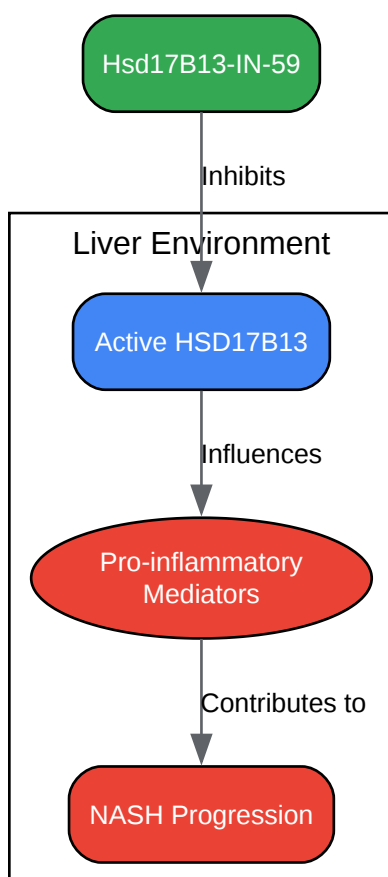 Hsd17B13-IN-59
Inhibits
Liver Environment
Active HSD17B13
Influences
Pro-inflammatory
Mediators
Contributes to
NASH Progression